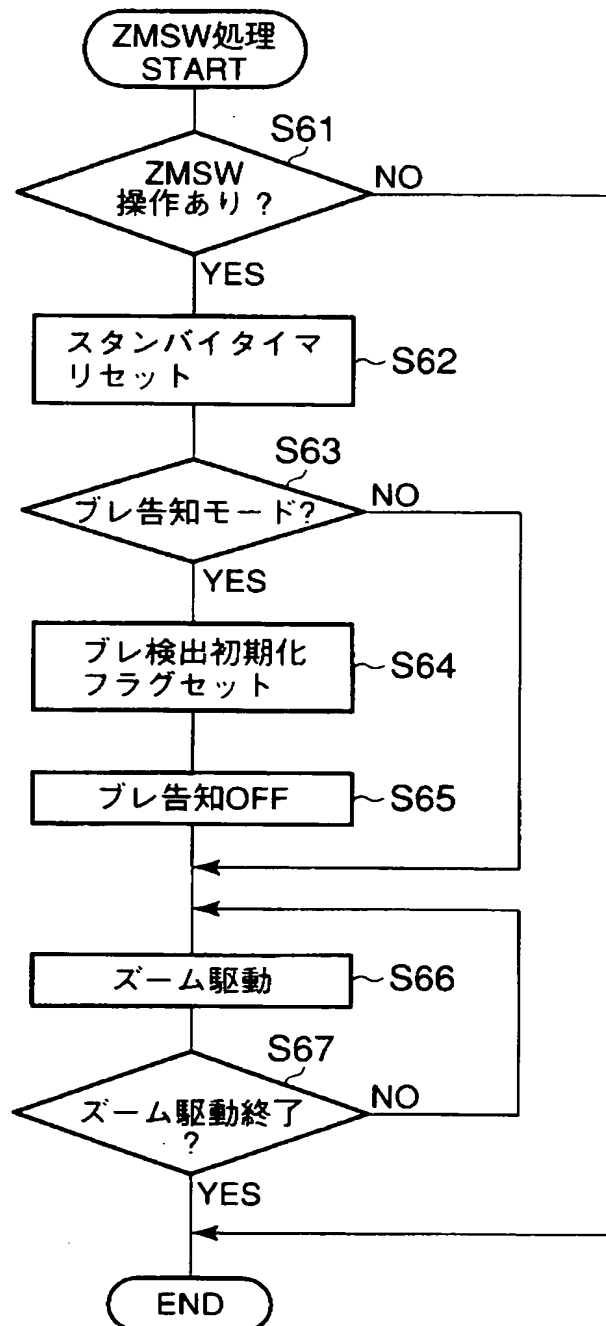 ZMSW処理
START
S61
ZMSW
操作あり?
NO
YES
スタンバイタイマ
リセット
S62
S63
ブレ告知モード?
NO
YES
ブレ検出初期化
フラグセット
S64
ブレ告知OFF
S65
ズーム駆動
S66
S67
ズーム駆動終了
?
NO
YES
END